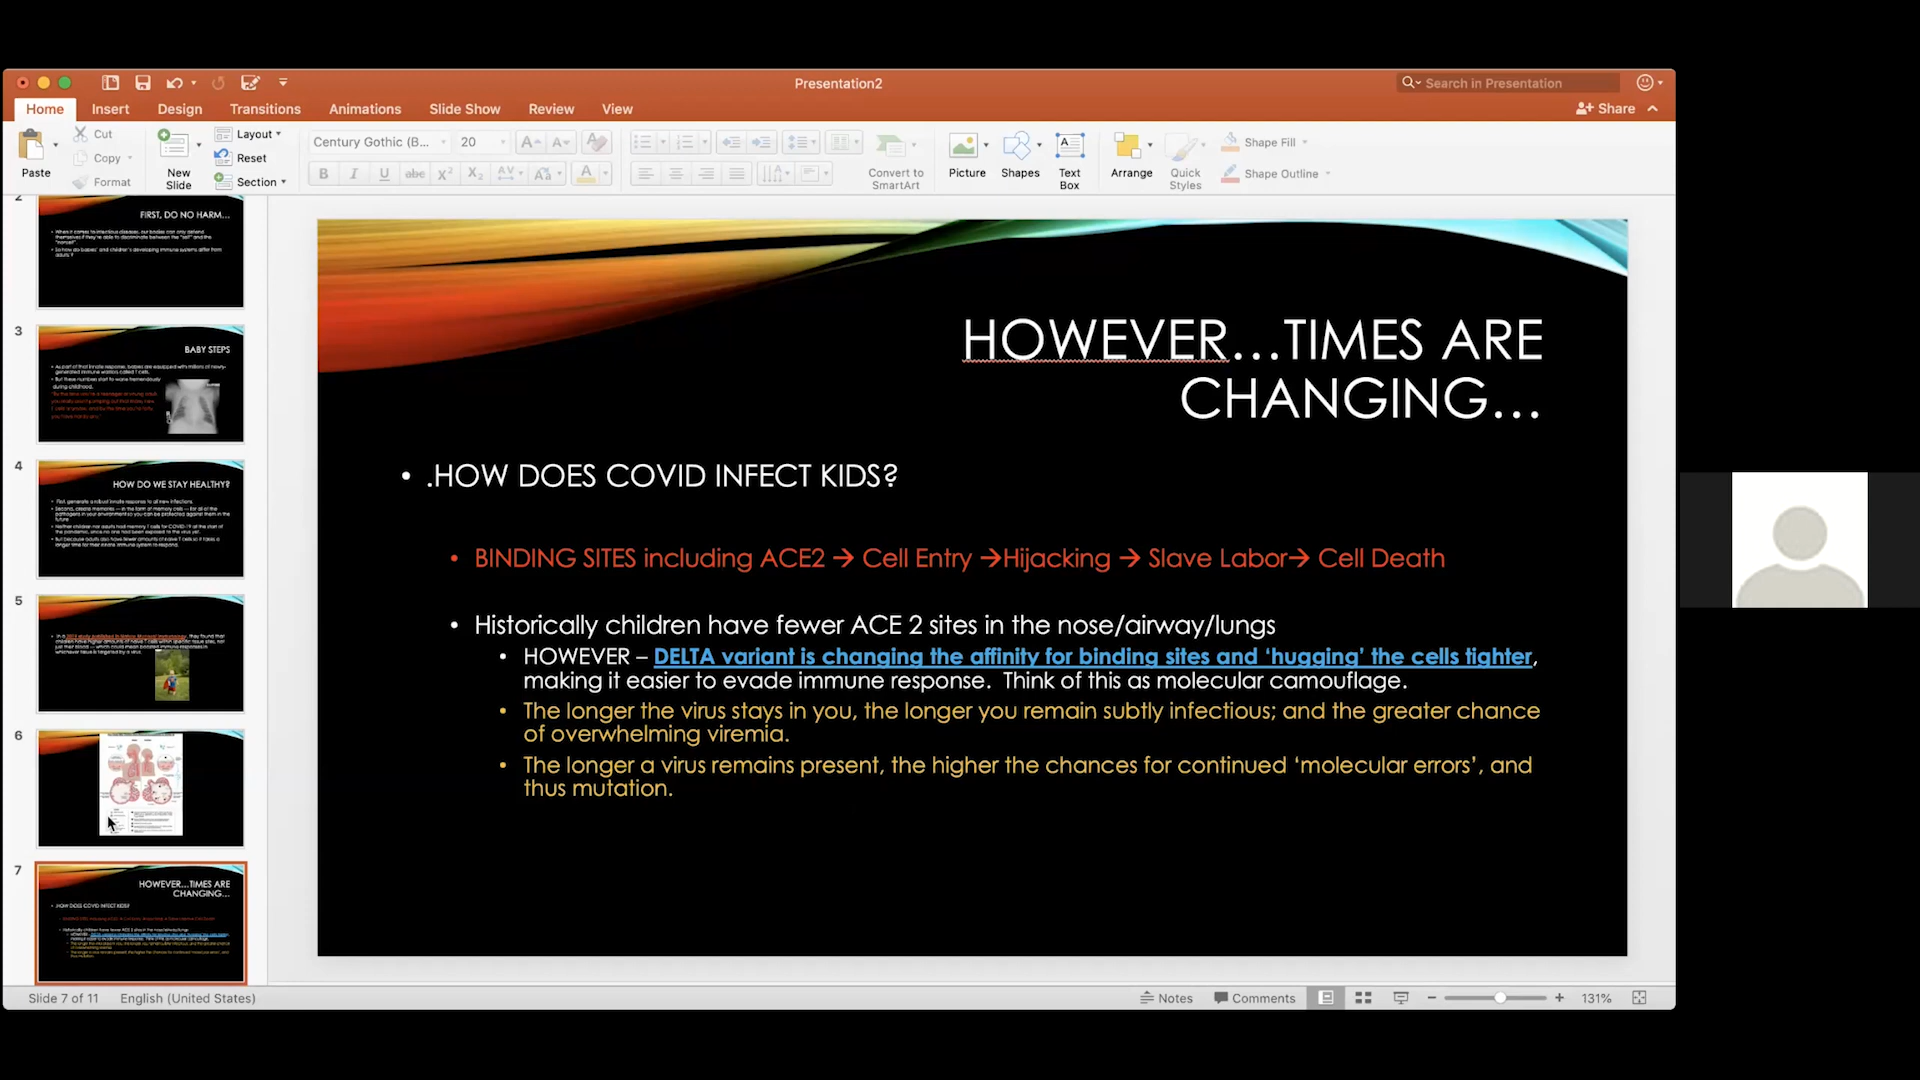 Presentation2
Search in Presentation
Home Insert Design Transitions Animations Slide Show Review View
Share
Paste
Cut
Copy
Format
New
Slide
Layout
Reset
Section
Century Gothic (B... 20
Convert to
SmartArt
Picture
Shapes
Text
Box
Arrange
Quick
Styles
Shape Fill
Shape Outline
2
FIRST, DO NO HARM...
3
BABY STEPS
4
HOW DO WE STAY HEALTHY?
5
6
7
HOWEVER...TIMES ARE
CHANGING...
HOWEVER...TIMES ARE
CHANGING...
• .HOW DOES COVID INFECT KIDS?
• BINDING SITES including ACE2 → Cell Entry →Hijacking → Slave Labor→ Cell Death
• Historically children have fewer ACE 2 sites in the nose/airway/lungs
• HOWEVER – DELTA variant is changing the affinity for binding sites and ‘hugging’ the cells tighter,
making it easier to evade immune response. Think of this as molecular camouflage.
• The longer the virus stays in you, the longer you remain subtly infectious; and the greater chance
of overwhelming viremia.
• The longer a virus remains present, the higher the chances for continued ‘molecular errors’, and
thus mutation.
Slide 7 of 11 English (United States)
Notes Comments 131%